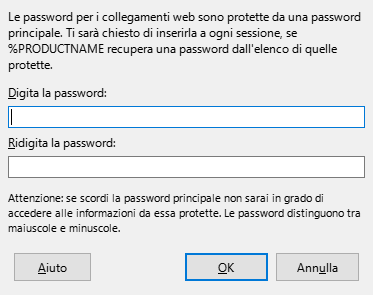 Le password per i collegamenti web sono protette da una password
principale. Ti sarà chiesto di inserirla a ogni sessione, se
%PRODUCTNAME recupera una password dall'elenco di quelle
protette.
Digita la password:
Ridigita la password:
Attenzione: se scordi la password principale non sarai in grado di
accedere alle informazioni da essa protette. Le password distinguono tra
maiuscole e minuscole.
Aiuto OK Annulla